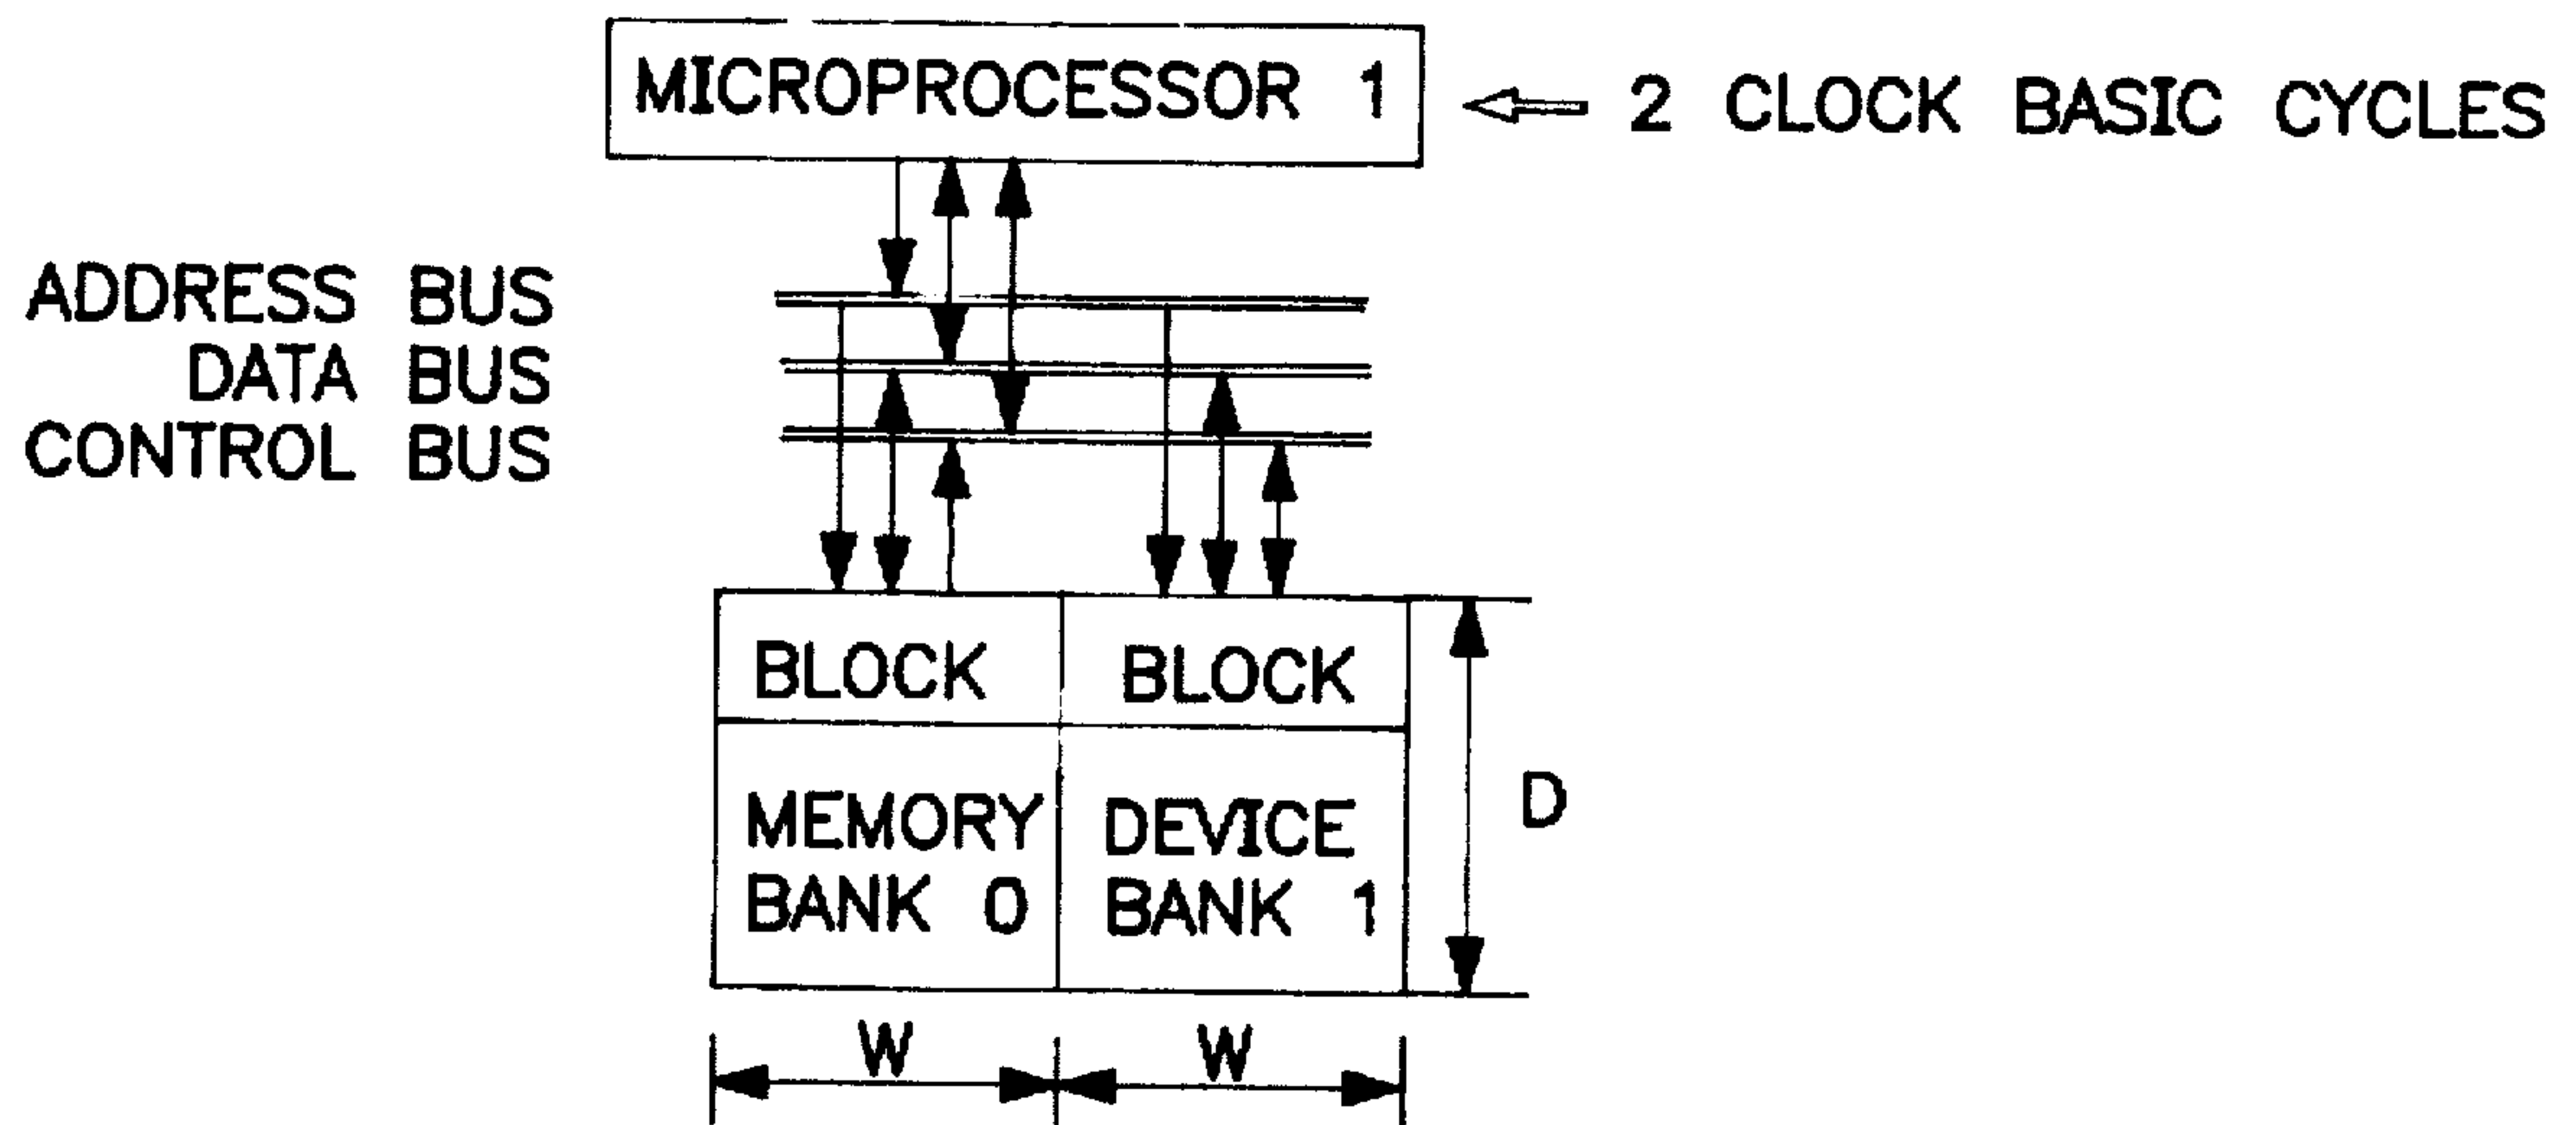 MICROPROCESSOR 1
2 CLOCK BASIC CYCLES
ADDRESS BUS
DATA BUS
CONTROL BUS
BLOCK
BLOCK
MEMORY
BANK 0
DEVICE
BANK 1
D
W
W